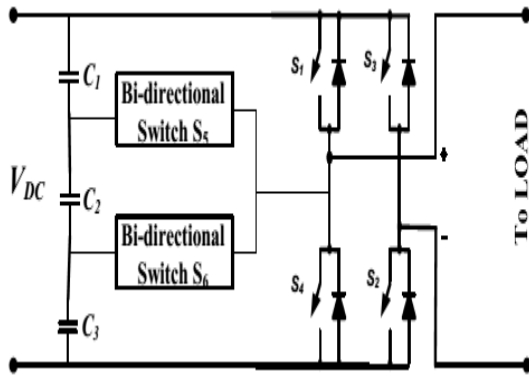 C1
Bi-directional
Switch S5
S1
S3
VDC
C2
+
-
To LOAD
Bi-directional
Switch S6
S4
S2
C3